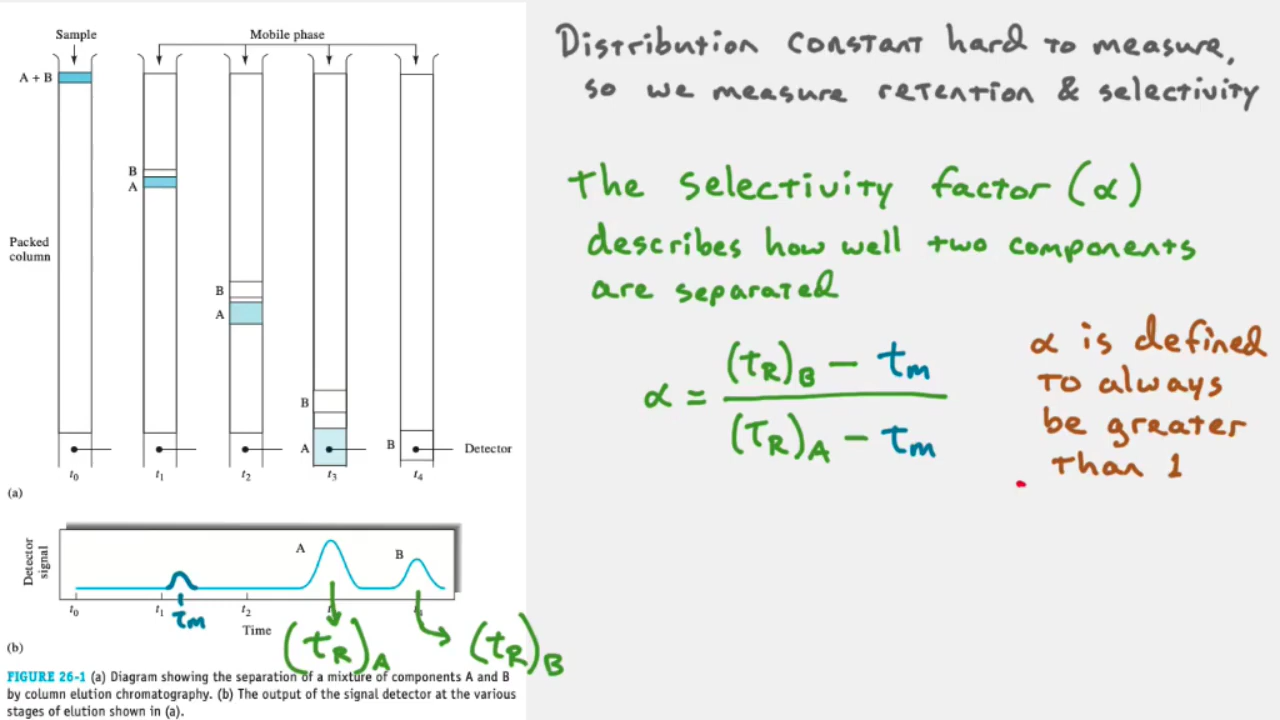 Sample
Mobile phase
A + B
B
A
Packed
column
B
A
B
A
B
Detector
t0
t1
t2
t3
t4
(a)
Detector
signal
A
B
t0
t1
t2
tm
Time
(tR)A
(tR)B
(b)
FIGURE 26-1 (a) Diagram showing the separation of a mixture of components A and B
by column elution chromatography. (b) The output of the signal detector at the various
stages of elution shown in (a).
Distribution constant hard to measure,
so we measure retention & selectivity
The selectivity factor (α)
describes how well two components
are separated
α = (tR)B − tm
(tR)A − tm
α is defined
to always
be greater
than 1